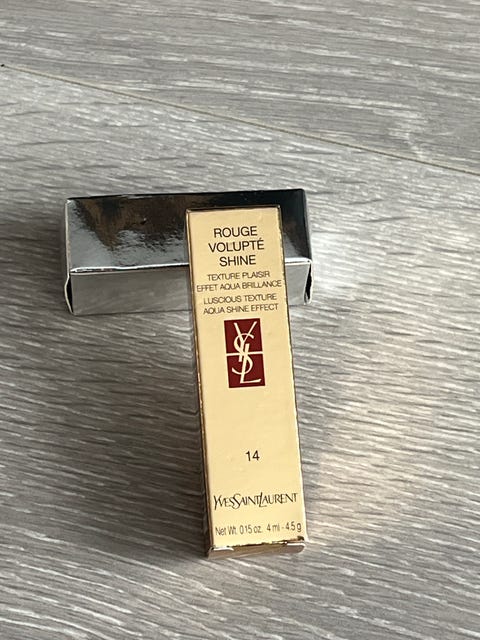 ROUGE
VOLUPTÉ
SHINE
TEXTURE PLAISIR
EFFET AQUA BRILLANCE
LUSCIOUS TEXTURE
AQUA SHINE EFFECT
YSL
14
YVESSAINTLAURENT
Net Wt. 0.15 oz. 4 ml - 4.5 g